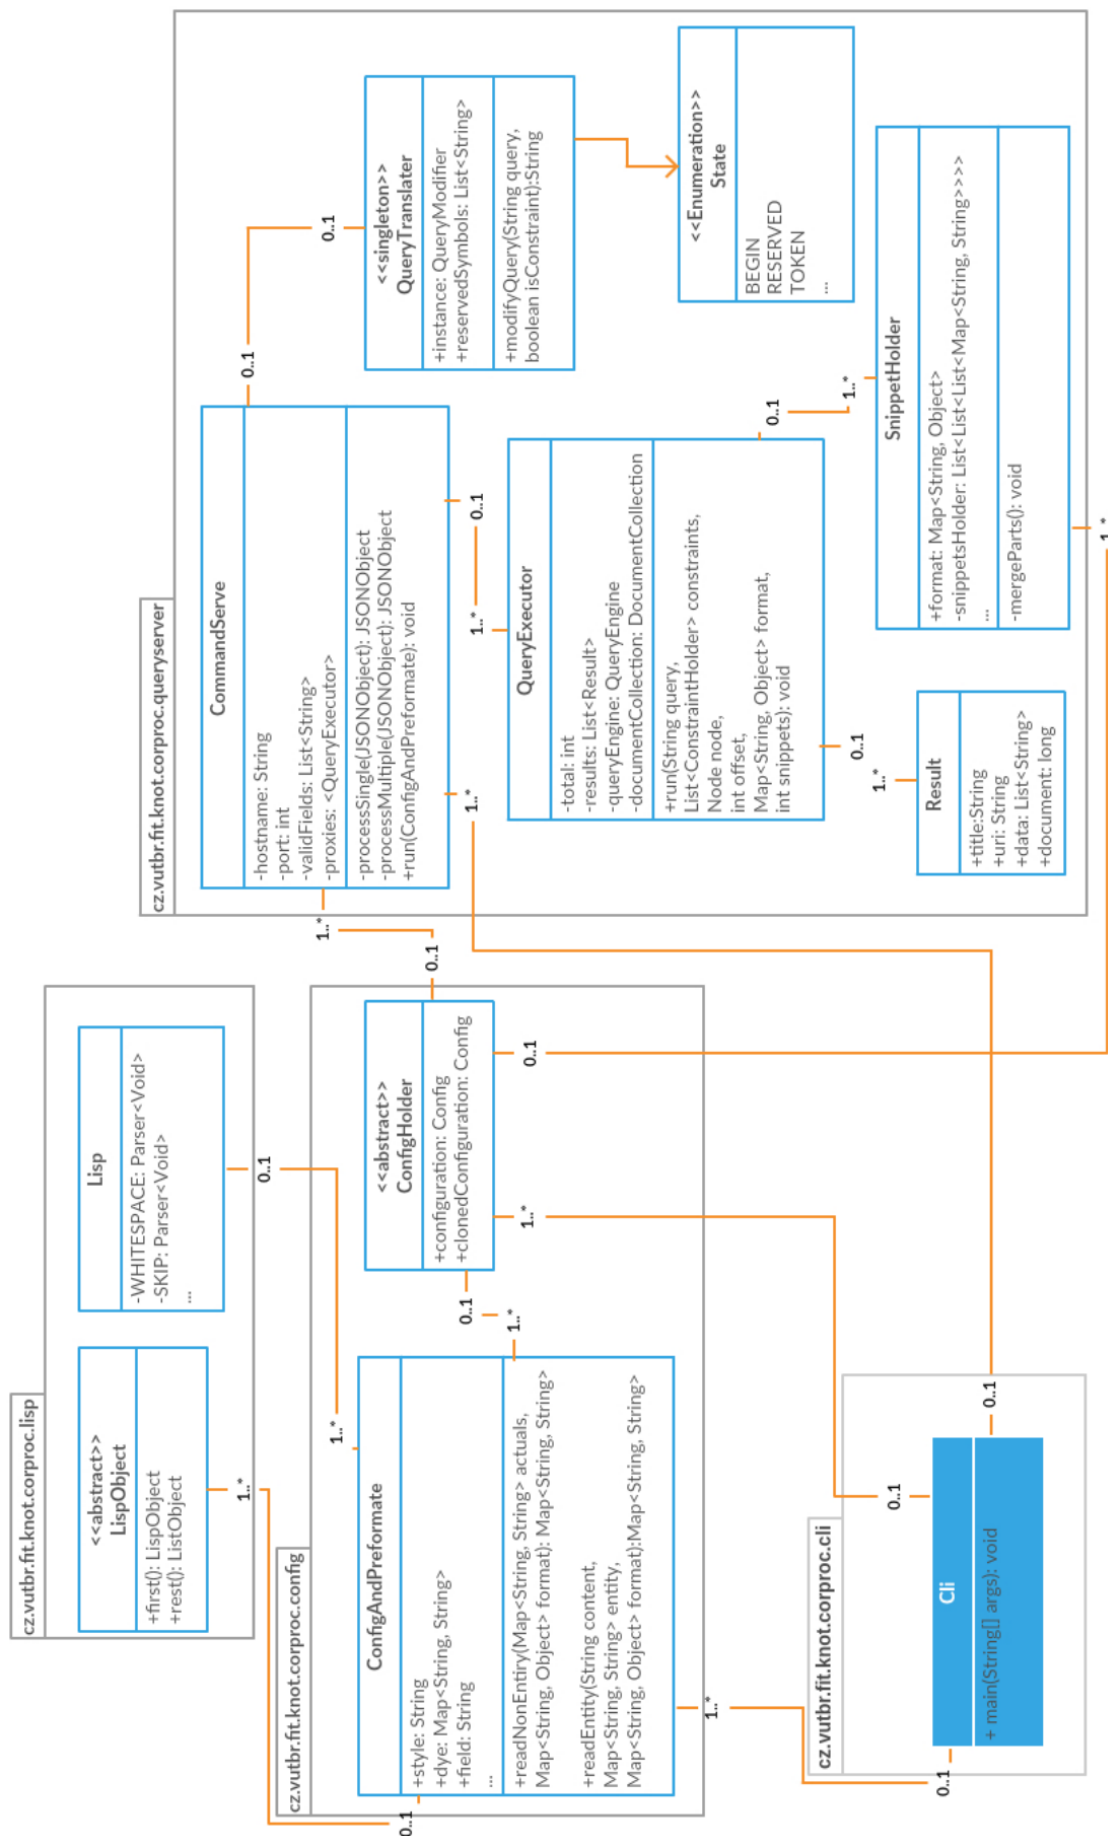 cz.vutbr.fit.knot.corproc.lisp
<<abstract>>
LispObject
+first(): LispObject
+rest(): ListObject
Lisp
-WHITESPACE: Parser<Void>
-SKIP: Parser<Void>
...
1..*
0..1
cz.vutbr.fit.knot.corproc.config
ConfigAndPreformate
+style: String
+dye: Map<String, String>
+field: String
...
+readNonEntiry(Map<String, String> actuals,
Map<String, Object> format): Map<String, String>
+readEntity(String content,
Map<String, String> entity,
Map<String, Object> format):Map<String, String>
0..1
1..*
1..*
1..*
0..1
<<abstract>>
ConfigHolder
+configuration: Config
+clonedConfiguration: Config
0..1
1..*
0..1
cz.vutbr.fit.knot.corproc.cli
Cli
+ main(String[] args): void
0..1
0..1
0..1
cz.vutbr.fit.knot.corproc.queryserver
CommandServe
-hostname: String
-port: int
-validFields: List<String>
-proxies: <QueryExecutor>
-processSingle(JSONObject): JSONObject
-processMultiple(JSONObject): JSONObject
+run(ConfigAndPreformate): void
1..*
1..*
0..1
0..1
0..1
<<singleton>>
QueryTranslater
+instance: QueryModifier
+reservedSymbols: List<String>
+modifyQuery(String query,
boolean isConstraint):String
1..*
QueryExecutor
-total: int
-results: List<Result>
-queryEngine: QueryEngine
-documentCollection: DocumentCollection
+run(String query,
List<ConstraintHolder> constraints,
Node node,
int offset,
Map<String, Object> format,
int snippets): void
0..1
0..1
<<Enumeration>>
State
BEGIN
RESERVED
TOKEN
...
1..*
Result
+title:String
+uri: String
+data: List<String>
+document: long
1..*
SnippetHolder
+format: Map<String, Object>
-snippetsHolder: List<List<List<Map<String, String>>>>
...
-mergeParts(): void
1..*